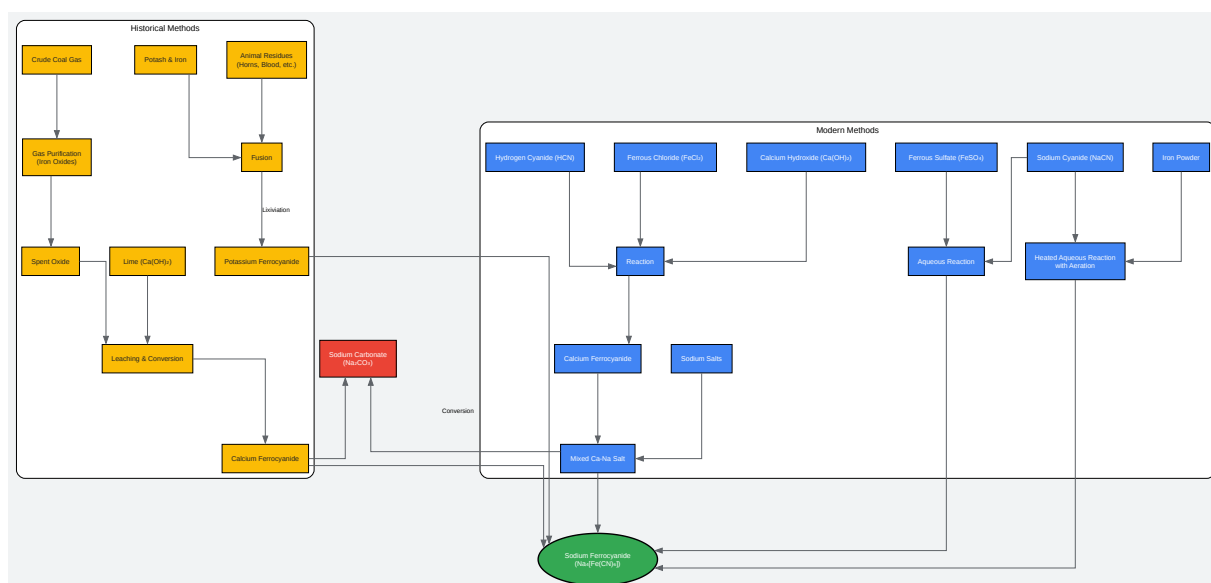 Historical Methods
Crude Coal Gas
Potash & Iron
Animal Residues
(Horns, Blood, etc.)
Gas Purification
(Iron Oxides)
Fusion
Lixiviation
Spent Oxide
Lime (Ca(OH)₂)
Potassium Ferrocyanide
Leaching & Conversion
Calcium Ferrocyanide
Sodium Carbonate
(Na₂CO₃)
Conversion
Modern Methods
Hydrogen Cyanide (HCN)
Ferrous Chloride (FeCl₂)
Calcium Hydroxide (Ca(OH)₂)
Ferrous Sulfate (FeSO₄)
Sodium Cyanide (NaCN)
Iron Powder
Reaction
Aqueous Reaction
Heated Aqueous Reaction
with Aeration
Calcium Ferrocyanide
Sodium Salts
Mixed Ca-Na Salt
Sodium Ferrocyanide
(Na₄[Fe(CN)₆])